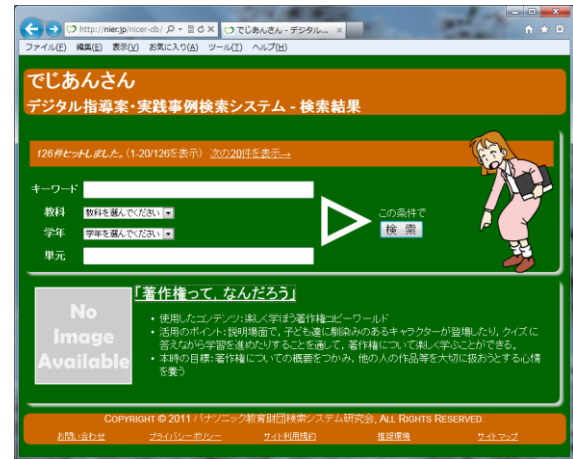 http://nier.jp/nicer-db/
でじあんさん - デジタル...
ファイル(F) 編集(E) 表示(V) お気に入り(A) ツール(T) ヘルプ(H)
でじあんさん
デジタル指導案・実践事例検索システム - 検索結果
126件ヒットしました。(1-20/126を表示) 次の20件を表示→
キーワード
教科 教科を選んでください
学年 学年を選んでください
単元
この条件で
検 索
No
Image
Available
「著作権って, なんだろう」
• 使用したコンテンツ:楽しく学ぼう著作権コピーワールド
• 活用のポイント:説明場面で, 子ども達に馴染みのあるキャラクターが登場したり, クイズに
答えながら学習を進めたりすることを通して, 著作権について楽しく学ぶことができる。
• 本時の目標:著作権についての概要をつかみ, 他の人の作品等を大切に扱おうとする心情
を養う
COPYRIGHT © 2011 パナソニック教育財団検索システム研究会, ALL RIGHTS RESERVED.
お問い合わせ プライバシーポリシー サイト利用規約 推奨環境 サイトマップ